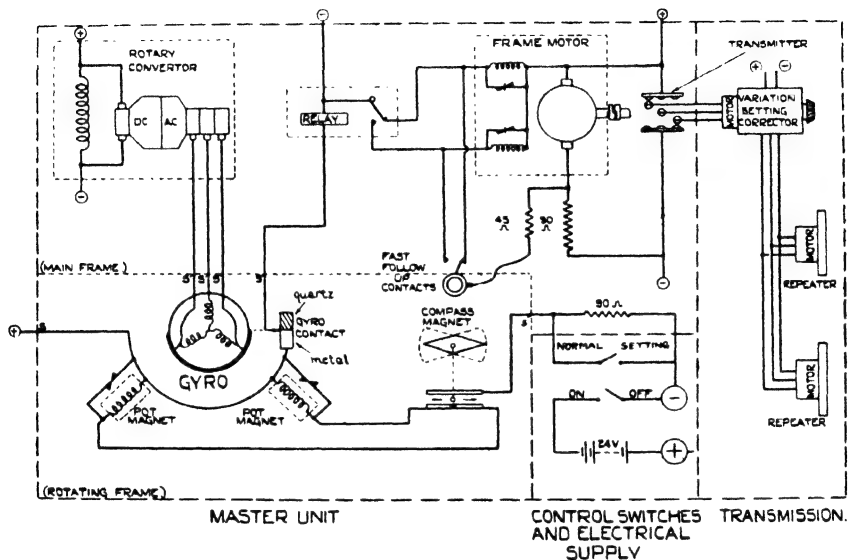 ROTARY
CONVERTOR
DC
AC
RELAY
FRAME MOTOR
TRANSMITTER
MOTOR
VARIATION
SETTING
CORRECTOR
45
Ω
90
Ω
(MAIN FRAME)
S S S
S
FAST
FOLLOW
UP
CONTACTS
MOTOR
REPEATER
quartz
GYRO
CONTACT
metal
COMPASS
MAGNET
S
90 Ω
S
NORMAL SETTING
GYRO
POT
MAGNET
POT
MAGNET
ON OFF
24V
MOTOR
REPEATER
(ROTATING FRAME)
MASTER UNIT
CONTROL SWITCHES
AND ELECTRICAL
SUPPLY
TRANSMISSION.